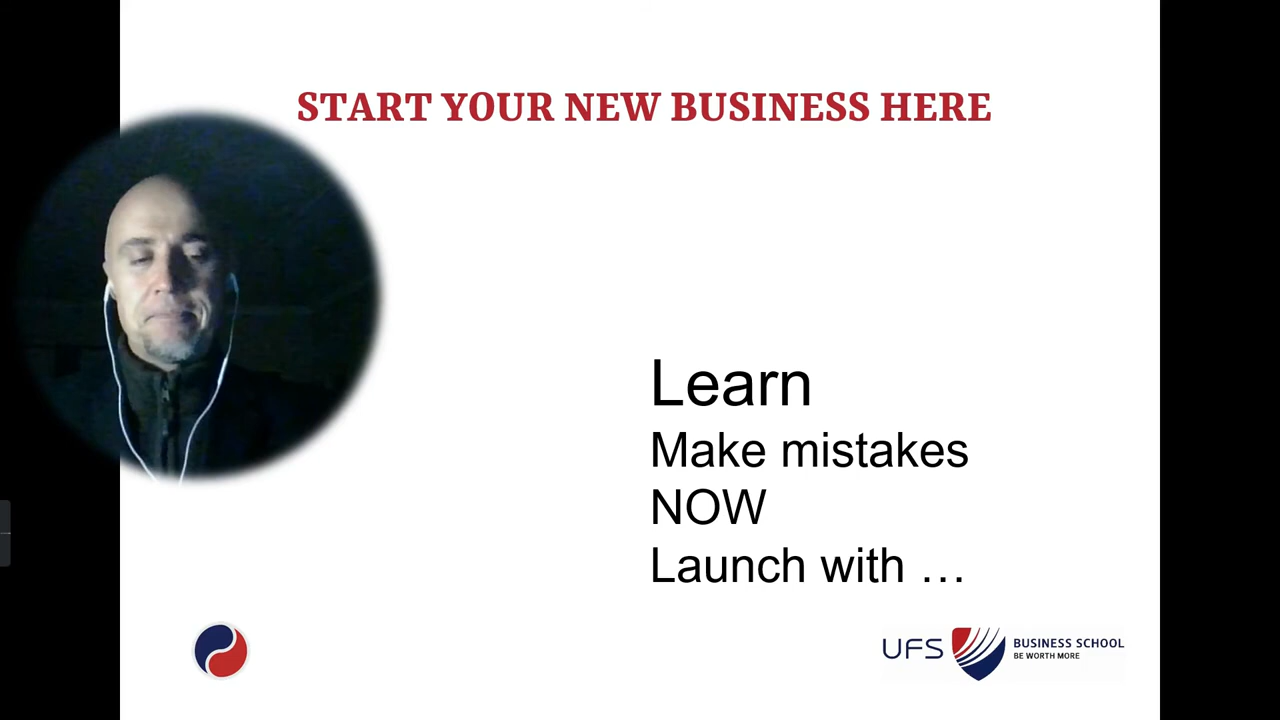 START YOUR NEW BUSINESS HERE
Learn
Make mistakes
NOW
Launch with …
UFS
BUSINESS SCHOOL
BE WORTH MORE